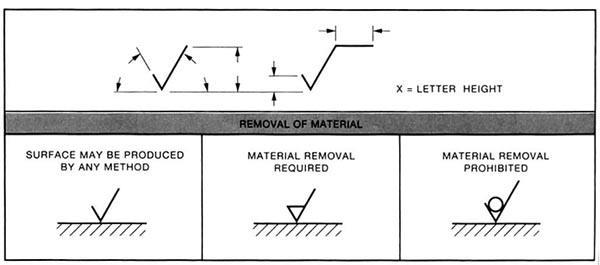 X = LETTER HEIGHT
REMOVAL OF MATERIAL
SURFACE MAY BE PRODUCED
BY ANY METHOD
MATERIAL REMOVAL
REQUIRED
MATERIAL REMOVAL
PROHIBITED